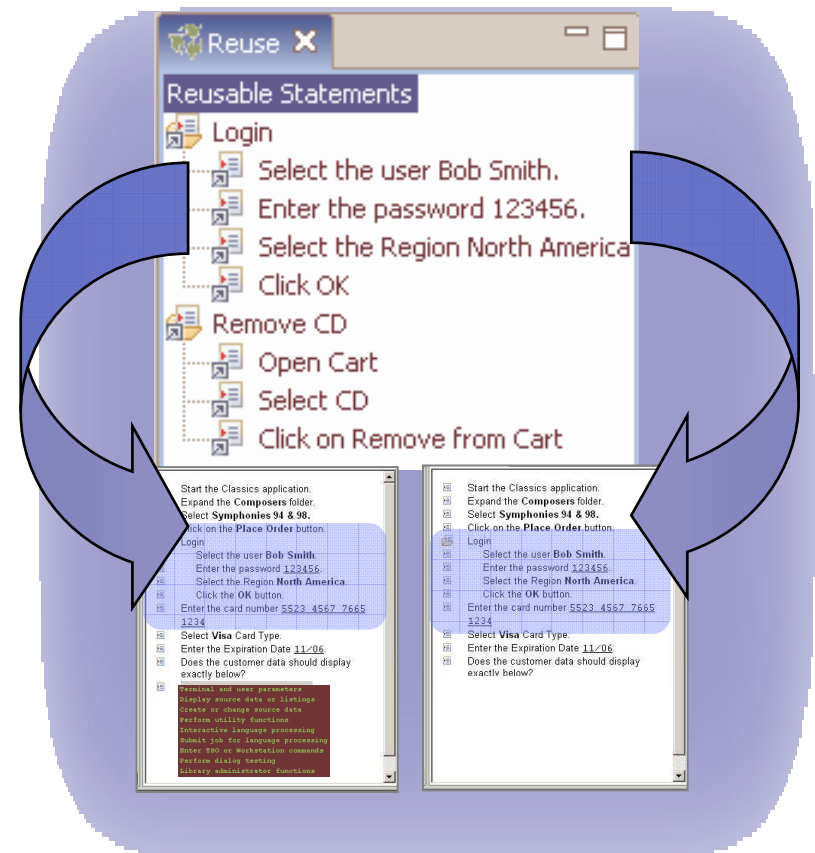 Reuse
Reusable Statements
Login
Select the user Bob Smith.
Enter the password 123456.
Select the Region North America
Click OK
Remove CD
Open Cart
Select CD
Click on Remove from Cart
Start the Classics application.
Expand the Composers folder.
Select Symphonies 94 & 98.
Click on the Place Order button.
Login
Select the user Bob Smith.
Enter the password 123456.
Select the Region North America.
Click the OK button.
Enter the card number 5523 4567 7665
1234
Select Visa Card Type.
Enter the Expiration Date 11/06.
Does the customer data should display
exactly below?
Terminal and user parameters
Display source data or listings
Create or change source data
Perform utility functions
Interactive language processing
Submit job for language processing
Enter TSO or Workstation commands
Perform dialog testing
Library administrator functions
Start the Classics application.
Expand the Composers folder.
Select Symphonies 94 & 98.
Click on the Place Order button.
Login
Select the user Bob Smith.
Enter the password 123456.
Select the Region North America.
Click the OK button.
Enter the card number 5523 4567 7665
1234
Select Visa Card Type.
Enter the Expiration Date 11/06.
Does the customer data should display
exactly below?